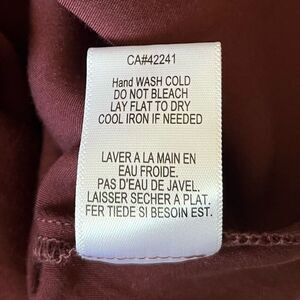 CA#42241
Hand WASH COLD
DO NOT BLEACH
LAY FLAT TO DRY
COOL IRON IF NEEDED
LAVER A LA MAIN EN
EAU FROIDE.
PAS D'EAU DE JAVEL.
LAISSER SECHER A PLAT.
FER TIEDE SI BESOIN EST.